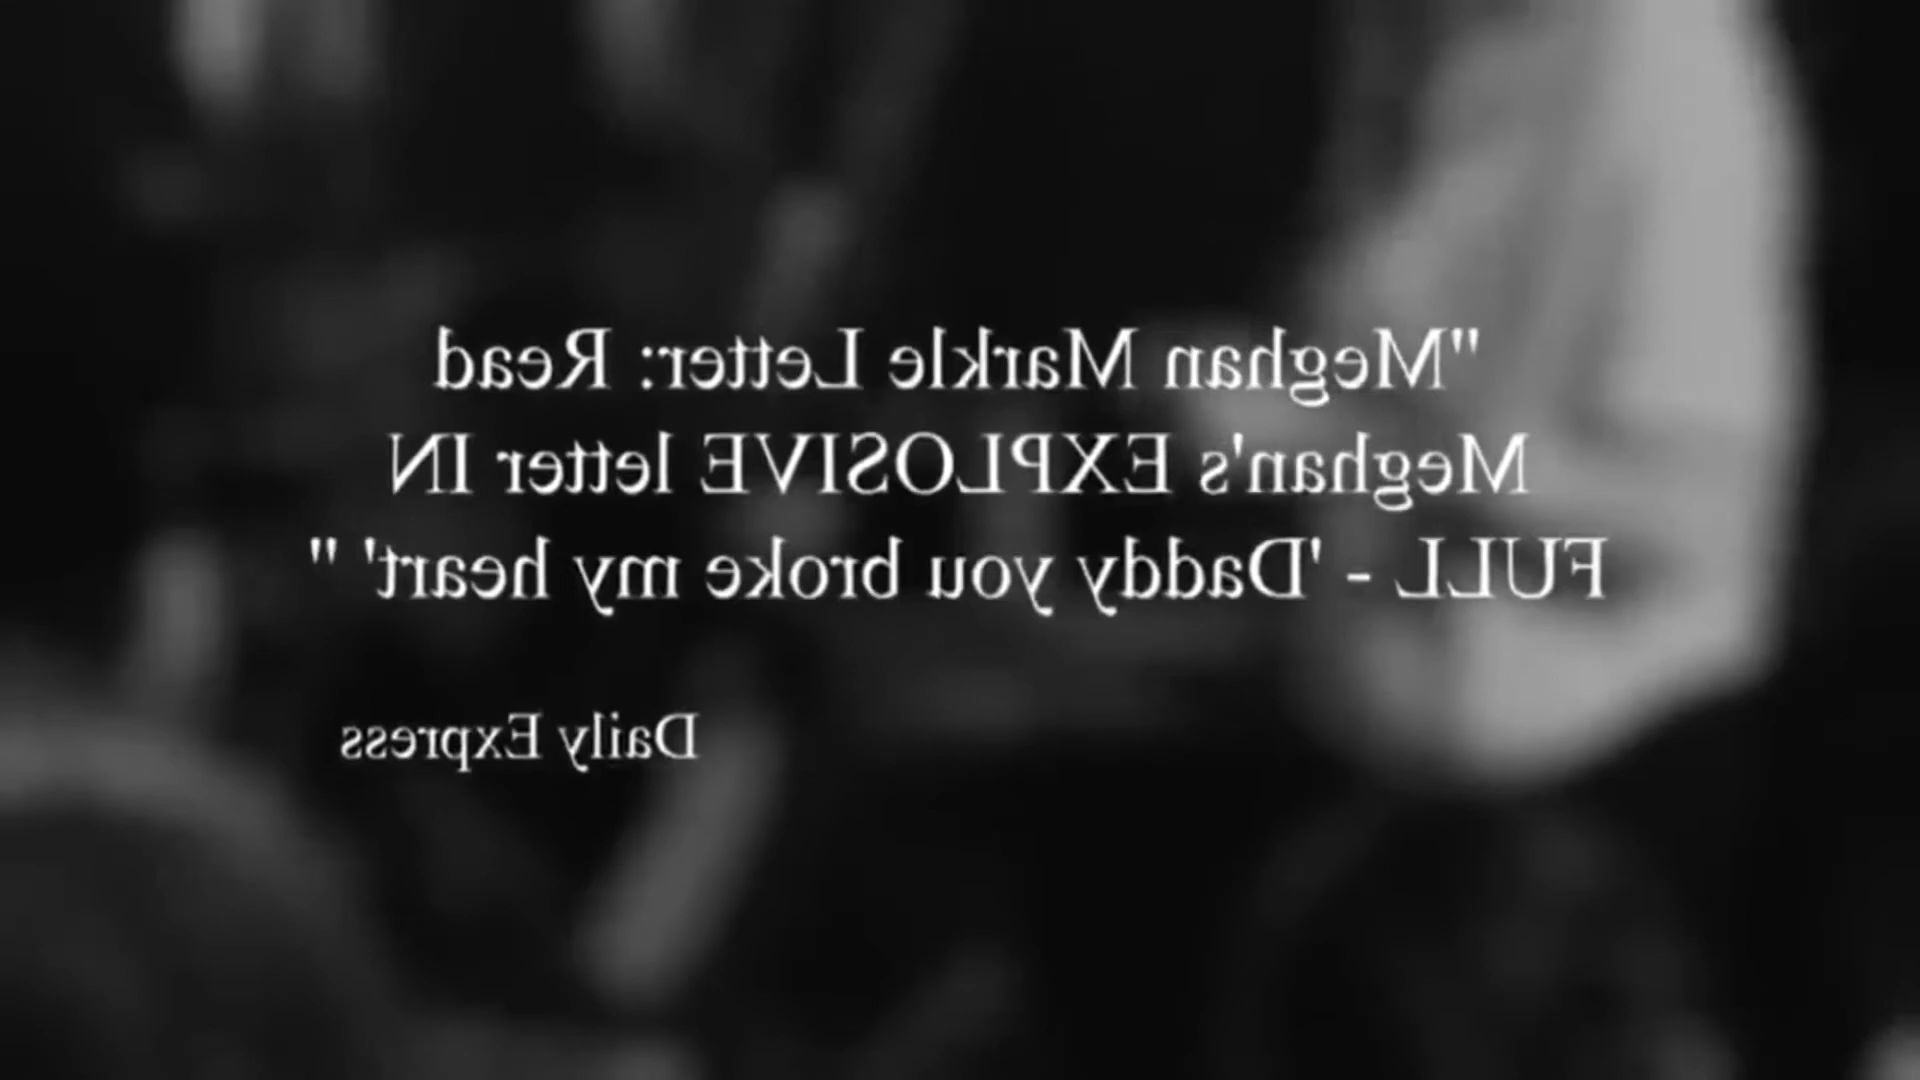 "Meghan Markle Letter: Read
Meghan's EXPLOSIVE letter IN
FULL - 'Daddy you broke my heart' "
Daily Express